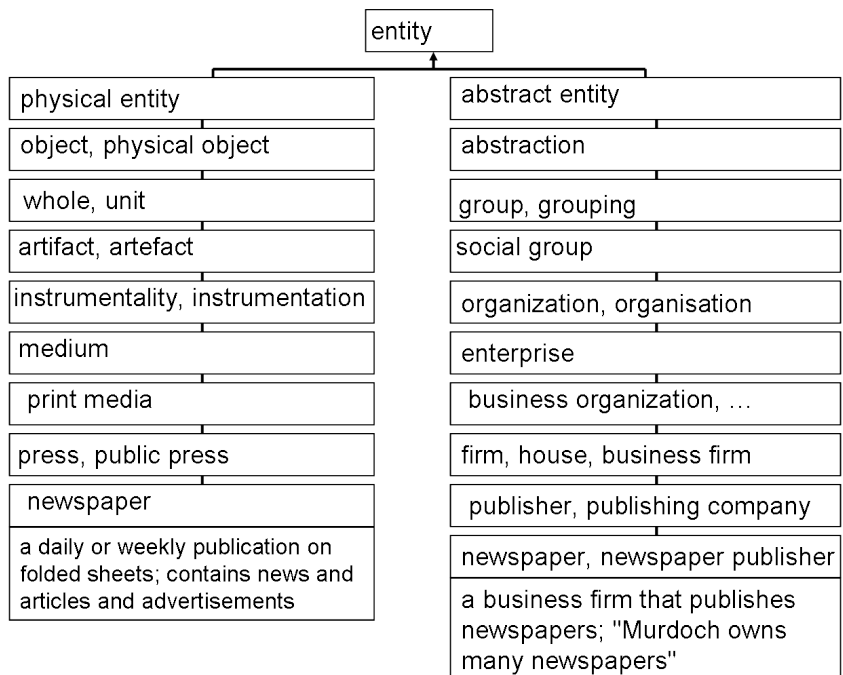 entity
physical entity
object, physical object
whole, unit
artifact, artefact
instrumentality, instrumentation
medium
print media
press, public press
newspaper
a daily or weekly publication on
folded sheets; contains news and
articles and advertisements
abstract entity
abstraction
group, grouping
social group
organization, organisation
enterprise
business organization, …
firm, house, business firm
publisher, publishing company
newspaper, newspaper publisher
a business firm that publishes
newspapers; "Murdoch owns
many newspapers"